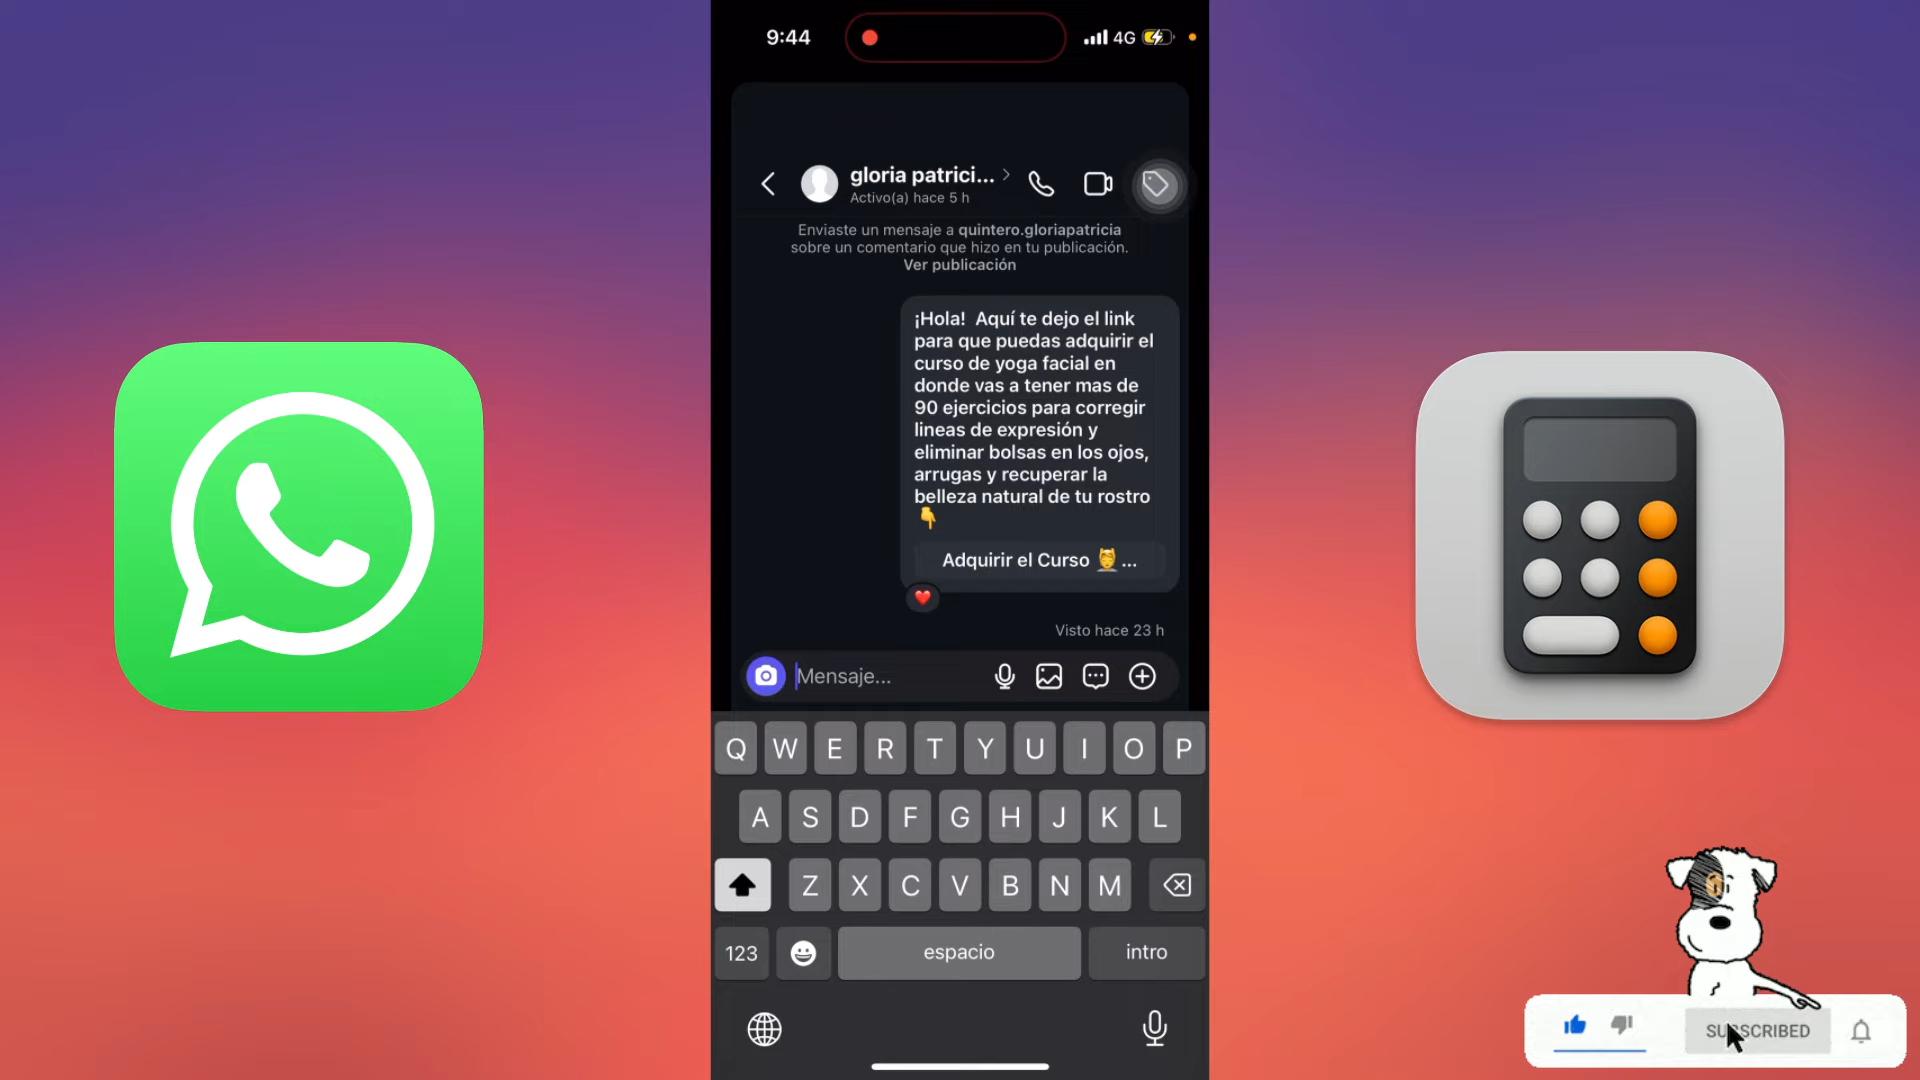 9:44
4G
gloria patrici...
Activo(a) hace 5 h
Enviaste un mensaje a quintero.gloriapatricia
sobre un comentario que hizo en tu publicación.
Ver publicación
¡Hola! Aquí te dejo el link
para que puedas adquirir el
curso de yoga facial en
donde vas a tener mas de
90 ejercicios para corregir
lineas de expresión y
eliminar bolsas en los ojos,
arrugas y recuperar la
belleza natural de tu rostro
👇
Adquirir el Curso 💆...
Visto hace 23 h
Mensaje...
Q W E R T Y U I O P
A S D F G H J K L
Z X C V B N M
123 espacio intro
SUBSCRIBED